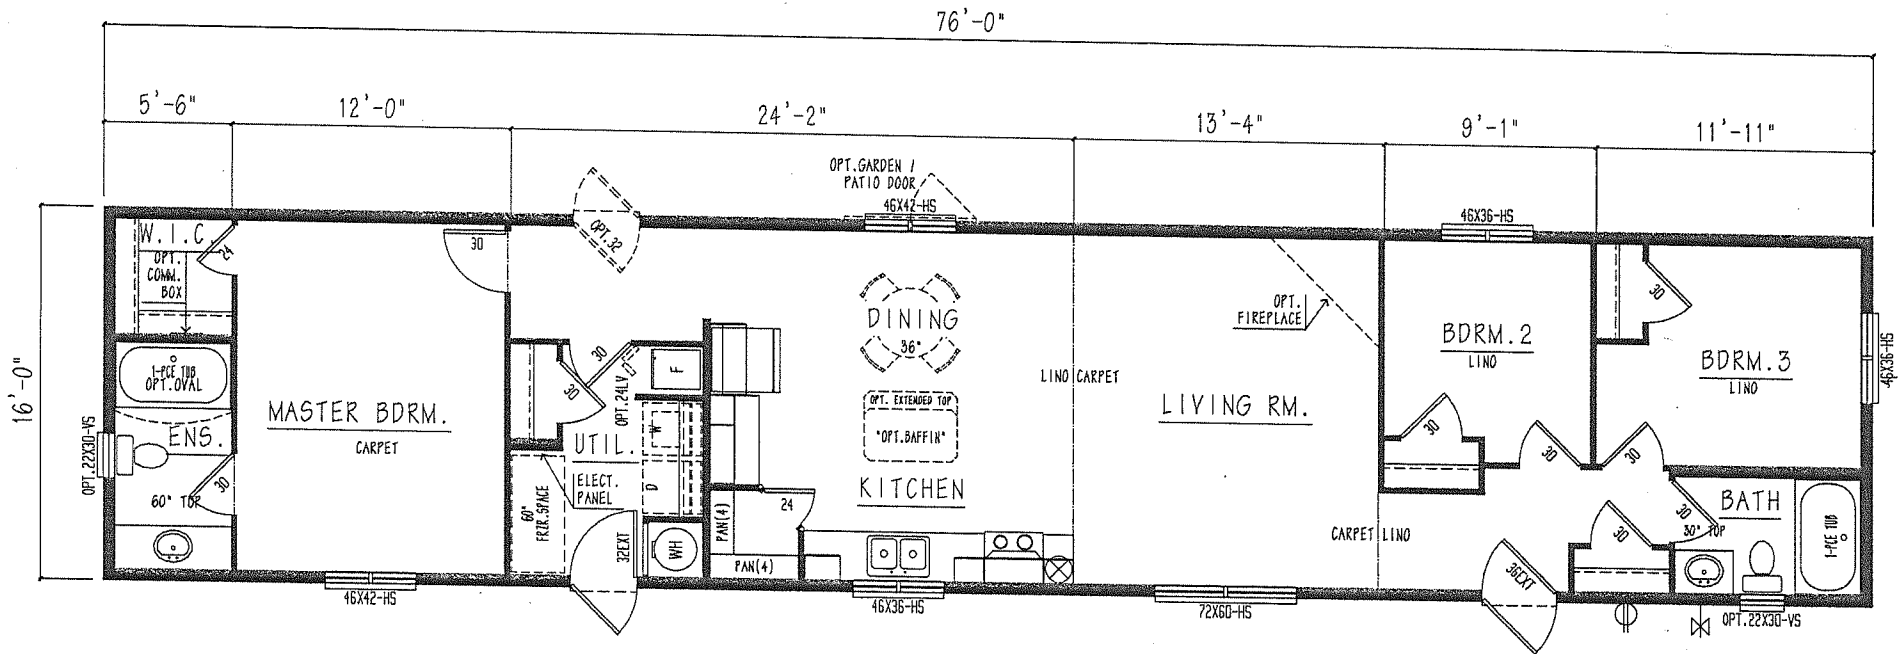 76'-0"
5'-6"
12'-0"
24'-2"
13'-4"
9'-1"
11'-11"
16'-0"
OPT.GARDEN /
PATIO DOOR
46X42-HS
46X36-HS
OPT.32
W.I.C.
24
OPT.
COMM.
BOX
30
1-PCE TUB
OPT.OVAL
ENS.
OPT.22X30-VS
30
60" TOP
MASTER BDRM.
CARPET
46X42-HS
30
30
OPT.24LV
F
UTIL.
W
D
ELECT.
PANEL
60"
FRZR.SPACE
32EXT
WH
PAN(4)
PAN(4)
24
DINING
36"
OPT. EXTENDED TOP
"OPT.BAFFIN"
KITCHEN
46X36-HS
LINO CARPET
OPT.
FIREPLACE
LIVING RM.
72X60-HS
CARPET LINO
BDRM.2
LINO
30
30
BDRM.3
LINO
30
30
46X36-HS
BATH
30
30" TOP
30
1-PCE TUB
36EXT
OPT.22X30-VS